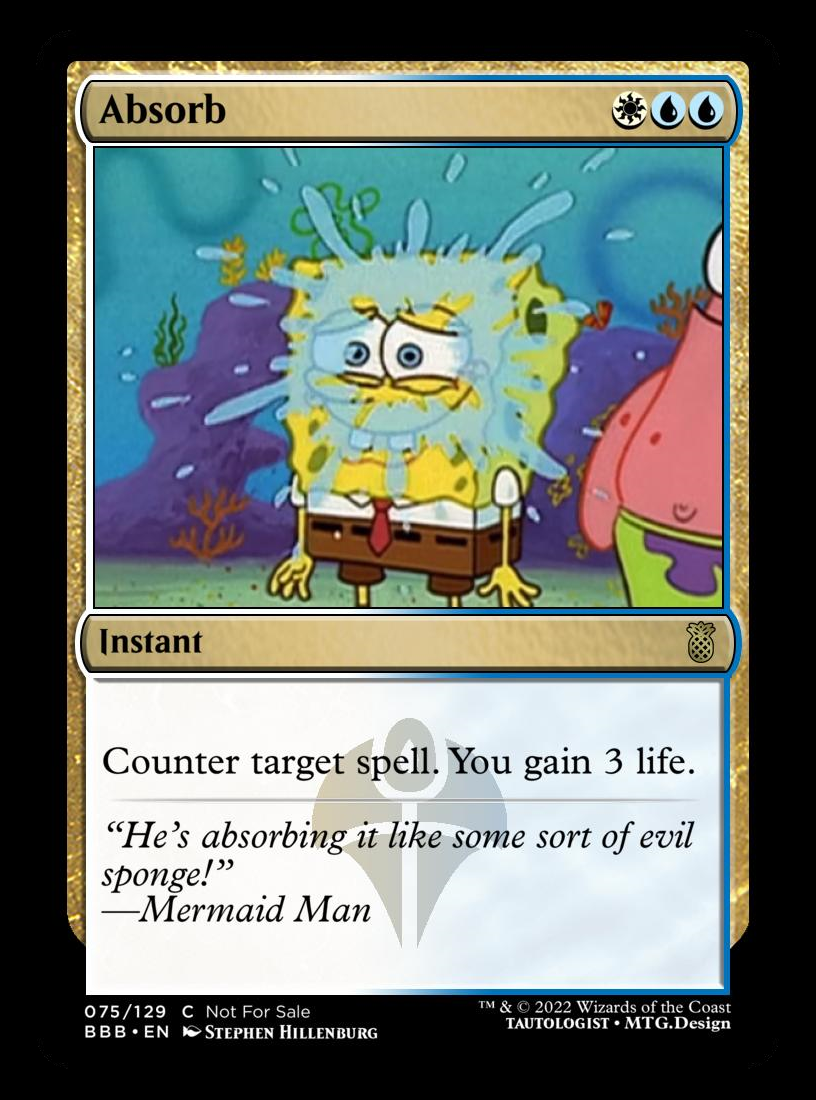 Absorb
Instant
Counter target spell. You gain 3 life.
“He’s absorbing it like some sort of evil
sponge!”
—Mermaid Man
075/129 C Not For Sale
BBB • EN STEPHEN HILLENBURG
™ & © 2022 Wizards of the Coast
TAUTOLOGIST • MTG.Design